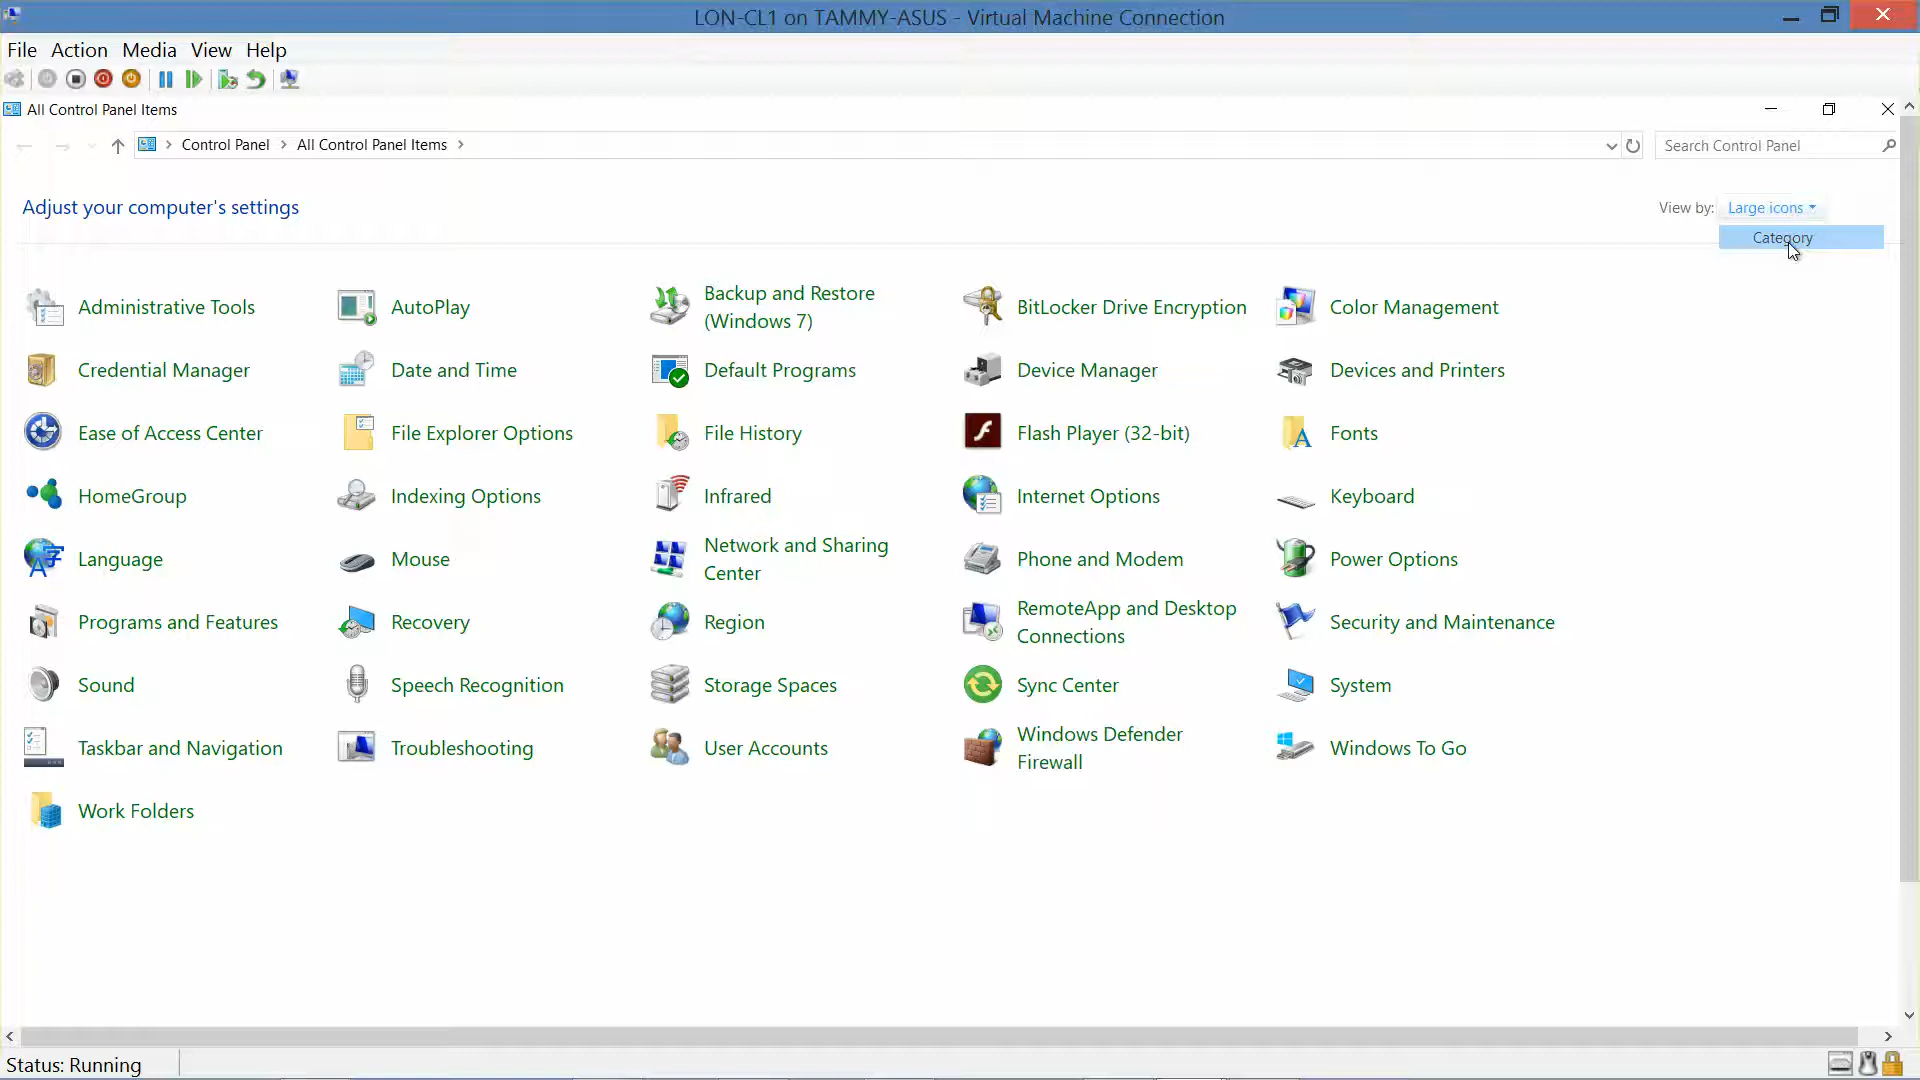 LON-CL1 on TAMMY-ASUS - Virtual Machine Connection
File Action Media View Help
All Control Panel Items
Control Panel > All Control Panel Items >
Search Control Panel
Adjust your computer's settings
View by: Large icons
Category
Administrative Tools
AutoPlay
Backup and Restore
(Windows 7)
BitLocker Drive Encryption
Color Management
Credential Manager
Date and Time
Default Programs
Device Manager
Devices and Printers
Ease of Access Center
File Explorer Options
File History
Flash Player (32-bit)
Fonts
HomeGroup
Indexing Options
Infrared
Internet Options
Keyboard
Language
Mouse
Network and Sharing
Center
Phone and Modem
Power Options
Programs and Features
Recovery
Region
RemoteApp and Desktop
Connections
Security and Maintenance
Sound
Speech Recognition
Storage Spaces
Sync Center
System
Taskbar and Navigation
Troubleshooting
User Accounts
Windows Defender
Firewall
Windows To Go
Work Folders
Status: Running